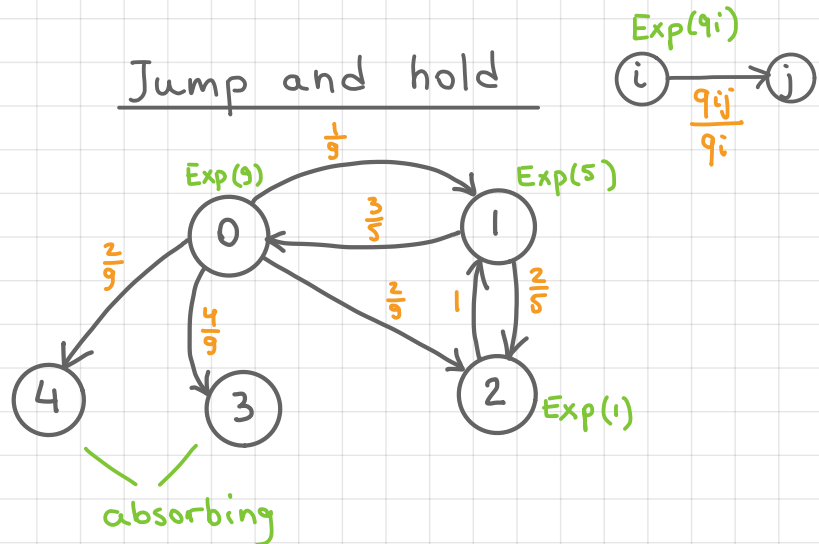 Exp(qi)
Jump and hold
i
j
qij
qi
1/9
Exp(9)
Exp(5)
0
3/5
1
2/9
4/9
2/9
1
2/5
4
3
2
Exp(1)
absorbing